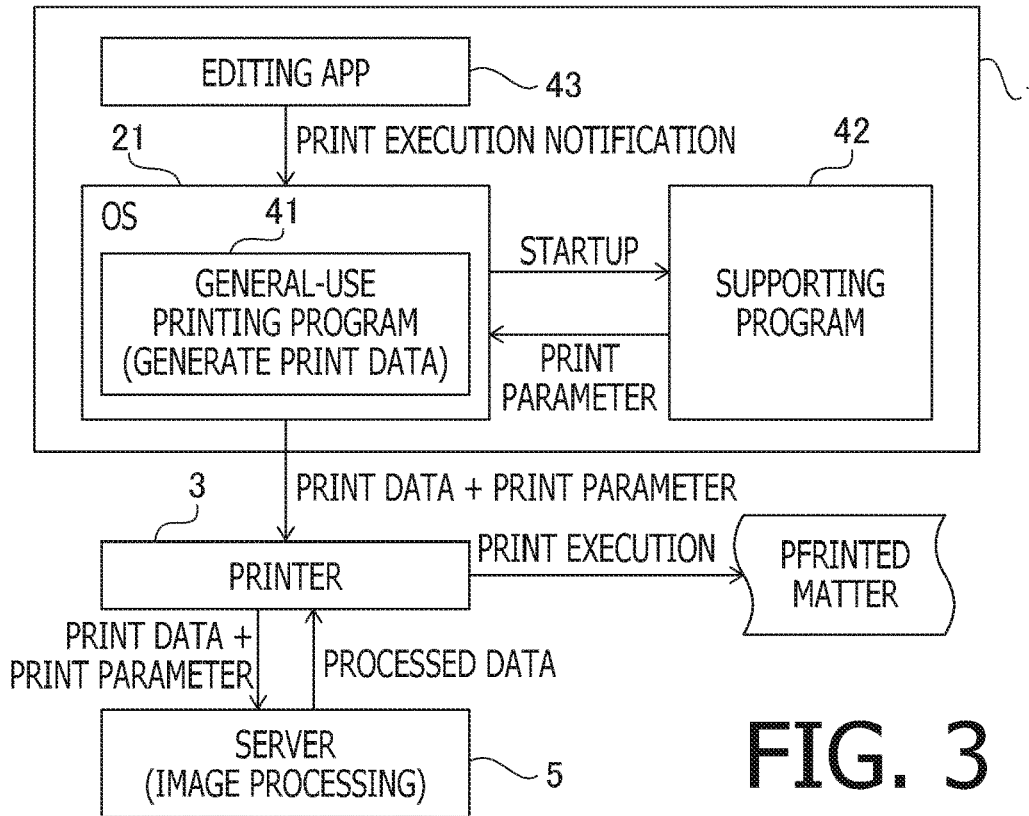 EDITING APP
43
PRINT EXECUTION NOTIFICATION
21
42
OS
41
GENERAL-USE
PRINTING PROGRAM
(GENERATE PRINT DATA)
STARTUP
SUPPORTING
PROGRAM
PRINT
PARAMETER
3
PRINT DATA + PRINT PARAMETER
PRINTER
PRINT EXECUTION
PFRINTED
MATTER
PRINT DATA +
PRINT PARAMETER
PROCESSED DATA
SERVER
(IMAGE PROCESSING)
5
FIG. 3